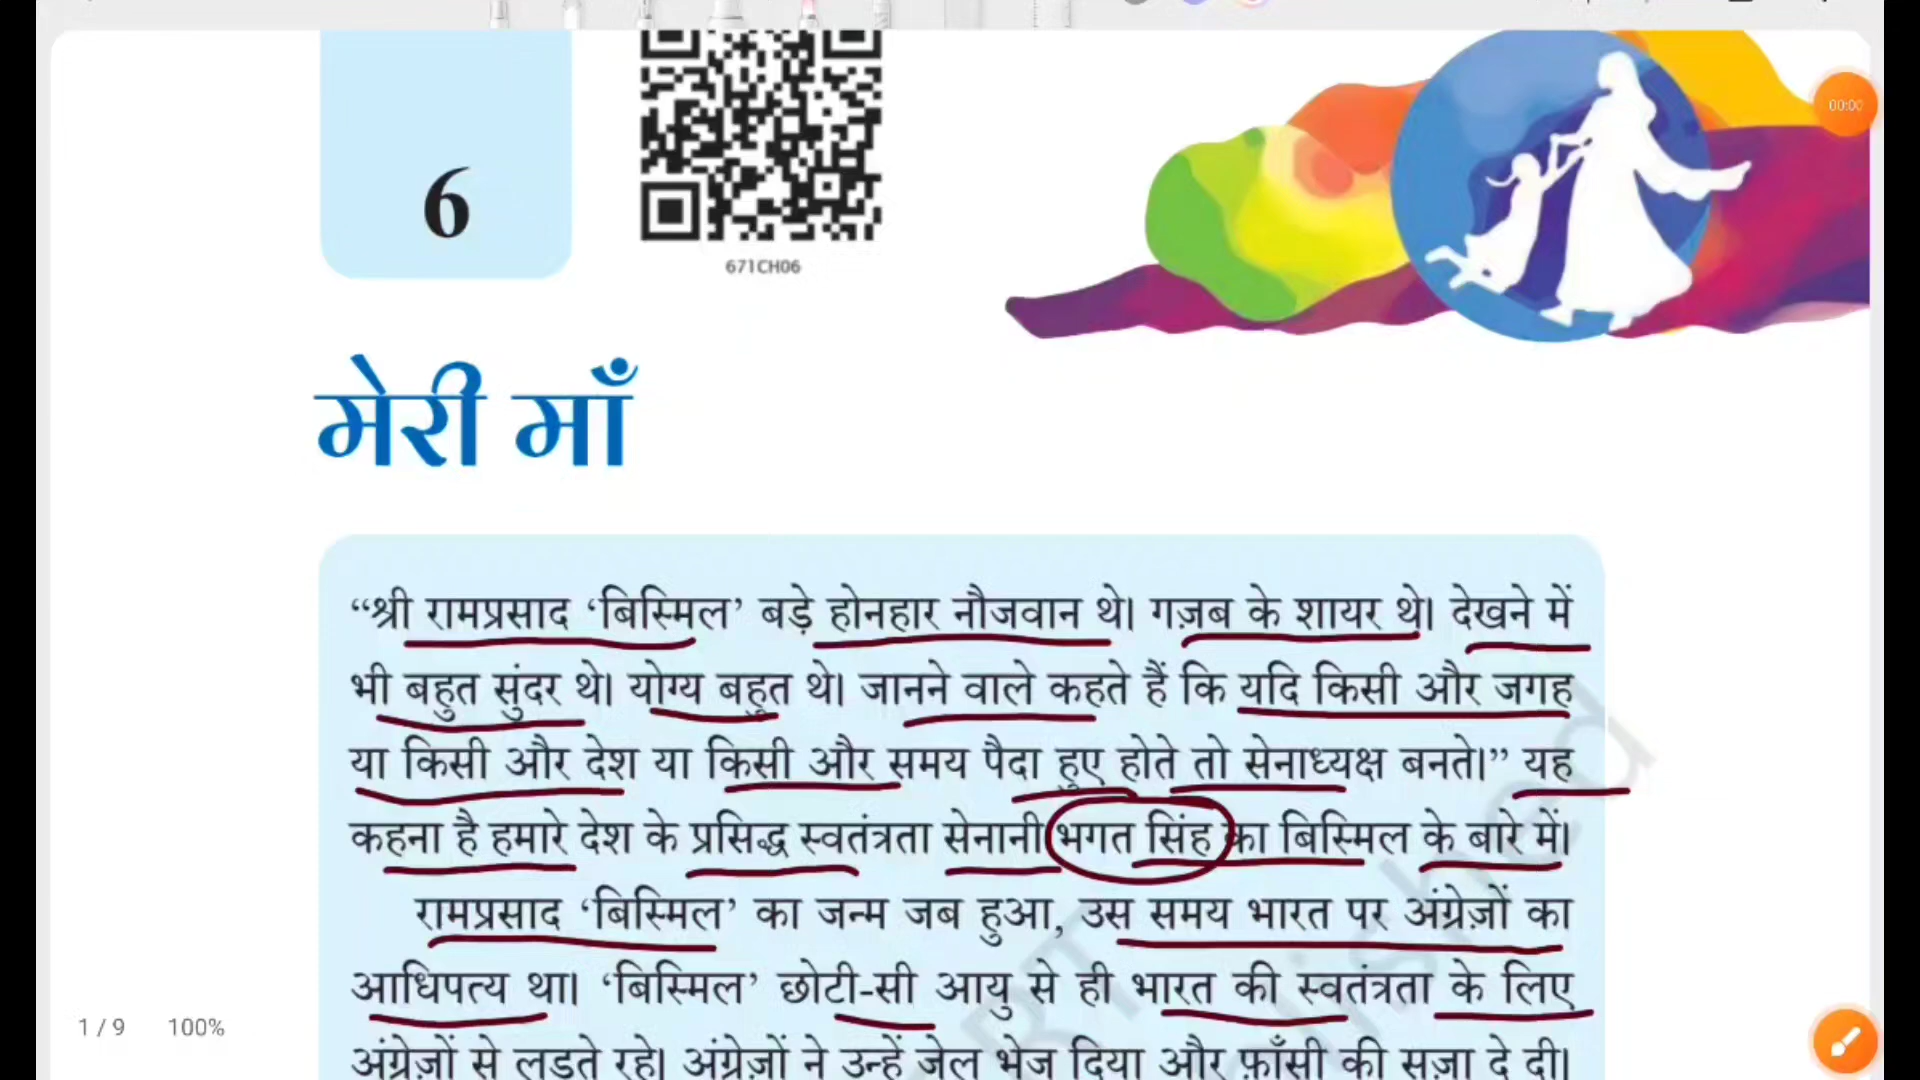 6
671CH06
00:00
मेरी माँ
“श्री रामप्रसाद ‘बिस्मिल’ बड़े होनहार नौजवान थे। गज़ब के शायर थे। देखने में
भी बहुत सुंदर थे। योग्य बहुत थे। जानने वाले कहते हैं कि यदि किसी और जगह
या किसी और देश या किसी और समय पैदा हुए होते तो सेनाध्यक्ष बनते।” यह
कहना है हमारे देश के प्रसिद्ध स्वतंत्रता सेनानी भगत सिंह का बिस्मिल के बारे में।
रामप्रसाद ‘बिस्मिल’ का जन्म जब हुआ, उस समय भारत पर अंग्रेज़ों का
आधिपत्य था। ‘बिस्मिल’ छोटी-सी आयु से ही भारत की स्वतंत्रता के लिए
अंग्रेज़ों से लड़ते रहे। अंग्रेज़ों ने उन्हें जेल भेज दिया और फ़ाँसी की सज़ा दे दी।
1 / 9 100%